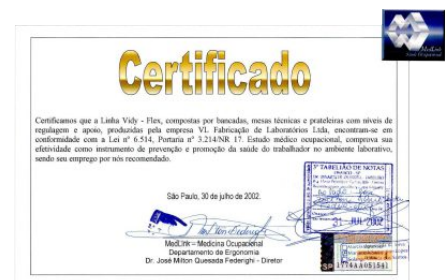 MedLink
Certificado
Certificamos que a Linha Vidy - Flex, compostas por bancadas, mesas técnicas e prateleiras com níveis de
regulagem e apoio, produzidas pela empresa VL Fabricação de Laboratórios Ltda, encontram-se em
conformidade com a Lei nº 6.514, Portaria nº 3.214/NR 17. Estudo médico ocupacional, comprova sua
efetividade como instrumento de prevenção e promoção da saúde do trabalhador no ambiente laborativo,
sendo seu emprego por nós recomendado.
São Paulo, 30 de julho de 2002.
3º TABELIÃO DE NOTAS
31 JUL 2002
MedLink – Medicina Ocupacional
Departamento de Ergonomia
Dr. José Milton Quesada Federighi - Diretor